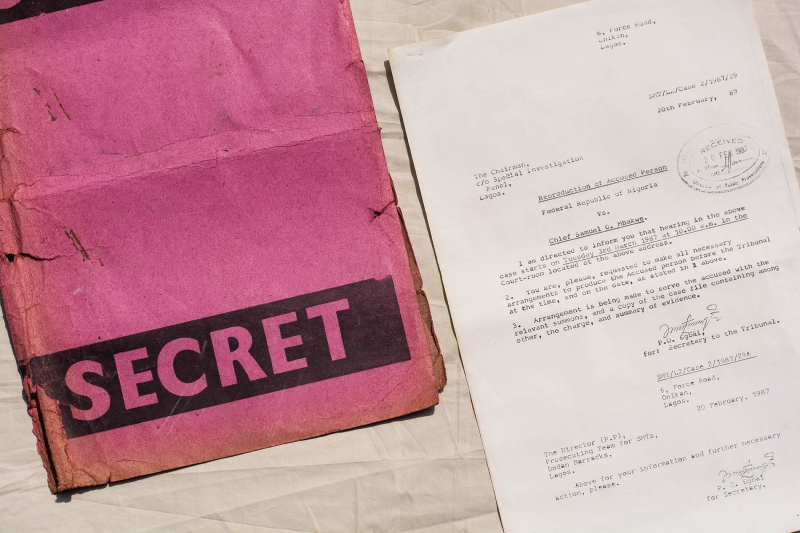 SECRET
6, Force Road,
Onikan,
Lagos.
SMT/LZ/Case 2/1987/29
20th February, 87
RECEIVED
The Chairman,
c/o Special Investigation
Panel,
Lagos.
Reproduction of Accused Person
Federal Republic of Nigeria
Vs.
Chief Samuel O. Mbakwe.
I am directed to inform you that hearing in the above
case starts on Tuesday 3rd March 1987 at 10.00 a.m. in the
Court-room located at the above address.
2. You are, please, requested to make all necessary
arrangements to produce the Accused person before the Tribunal
at the time, and on the date, as stated in 1 above.
3. Arrangement is being made to serve the accused with the
relevant summons, and a copy of the case file containing among
other, the charge, and summary of evidence.
P.O. Egbai,
for: Secretary to the Tribunal.
SMT/LZ/Case 2/1987/29A
6, Force Road,
Onikan,
Lagos.
20 February, 1987
The Director (P.P),
Prosecuting Team for SMTs,
Dodan Barracks,
Lagos.
Above for your information and further necessary
action, please.
P. O. Egbai
for Secretary.